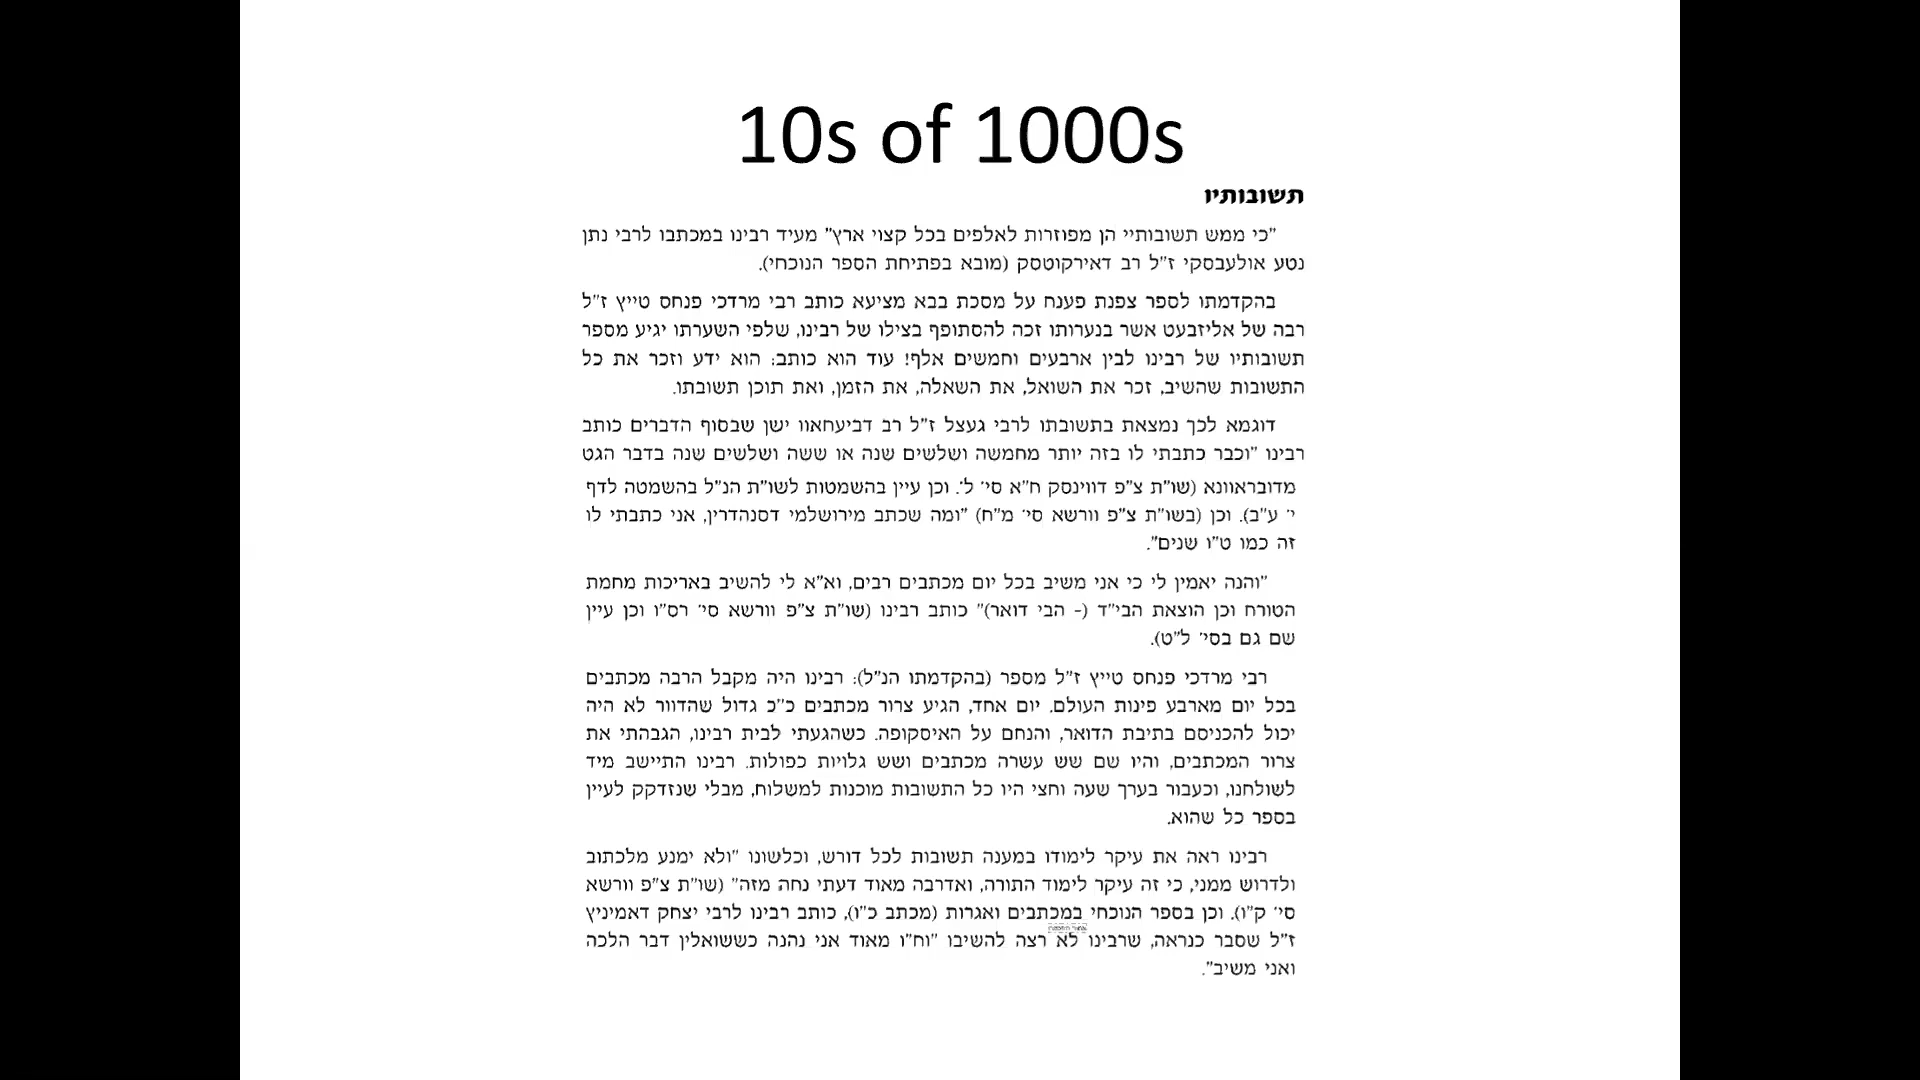 10s of 1000s
תשובותיו
"כי ממש תשובותיי הן מפוזרות לאלפים בכל קצוי ארץ" מעיד רבינו במכתבו לרבי נתן
נטע אולעבסקי ז"ל רב דאירקוטסק (מובא בפתיחת הספר הנוכחי).
בהקדמתו לספר צפנת פענח על מסכת בבא מציעא כותב רבי מרדכי פנחס טייץ ז"ל
רבה של אליזבעט אשר בנערותו זכה להסתופף בצילו של רבינו, שלפי השערתו יגיע מספר
תשובותיו של רבינו לבין ארבעים וחמשים אלף! עוד הוא כותב: הוא ידע וזכר את כל
התשובות שהשיב, זכר את השואל, את השאלה, את הזמן, ואת תוכן תשובתו.
דוגמא לכך נמצאת בתשובתו לרבי געצל ז"ל רב דביעחאוו ישן שבסוף הדברים כותב
רבינו "וכבר כתבתי לו בזה יותר מחמשה ושלשים שנה או ששה ושלשים שנה בדבר הגט
מדובראוונא (שו"ת צ"פ דווינסק ח"א סי' ל'. וכן עיין בהשמטות לשו"ת הנ"ל בהשמטה לדף
י' ע"ב). וכן (בשו"ת צ"פ וורשא סי' מ"ח) "ומה שכתב מירושלמי דסנהדרין, אני כתבתי לו
זה כמו ט"ו שנים".
"והנה יאמין לי כי אני משיב בכל יום מכתבים רבים, וא"א לי להשיב באריכות מחמת
הטורח וכן הוצאת הבי"ד (- הבי דואר)" כותב רבינו (שו"ת צ"פ וורשא סי' רס"ו וכן עיין
שם גם בסי' ל"ט).
רבי מרדכי פנחס טייץ ז"ל מספר (בהקדמתו הנ"ל): רבינו היה מקבל הרבה מכתבים
בכל יום מארבע פינות העולם. יום אחד, הגיע צרור מכתבים כ"כ גדול שהדוור לא היה
יכול להכניסם בתיבת הדואר, והנחם על האיסקופה. כשהגעתי לבית רבינו, הגבהתי את
צרור המכתבים, והיו שם שש עשרה מכתבים ושש גלויות כפולות. רבינו התיישב מיד
לשולחנו, וכעבור בערך שעה וחצי היו כל התשובות מוכנות למשלוח, מבלי שנזדקק לעיין
בספר כל שהוא.
רבינו ראה את עיקר לימודו במענה תשובות לכל דורש, וכלשונו "ולא ימנע מלכתוב
ולדרוש ממני, כי זה עיקר לימוד התורה, ואדרבה מאוד דעתי נחה מזה" (שו"ת צ"פ וורשא
סי' ק"ו). וכן בספר הנוכחי במכתבים ואגרות (מכתב כ"ו), כותב רבינו לרבי יצחק דאמיניץ
ז"ל שסבר כנראה, שרבינו לא רצה להשיבו "וח"ו מאוד אני נהנה כששואלין דבר הלכה
ואני משיב".